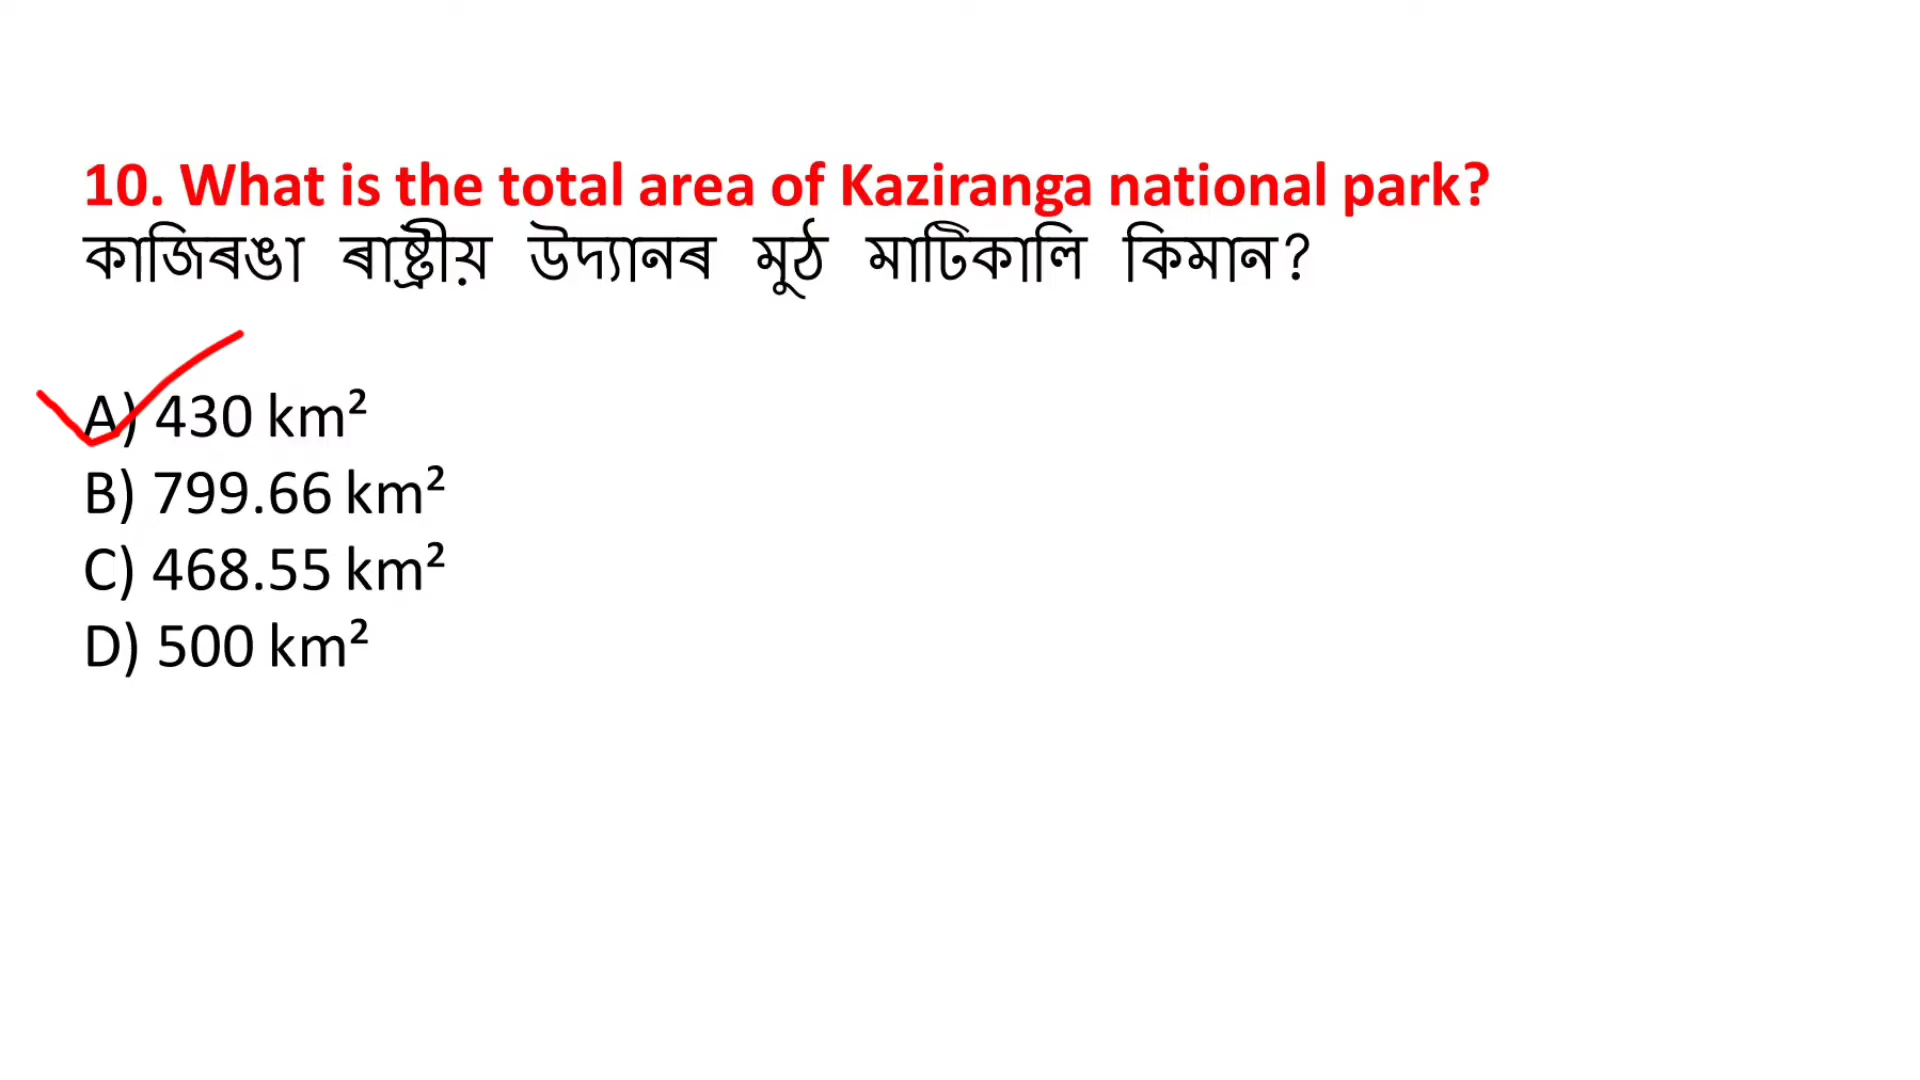 10. What is the total area of Kaziranga national park?
কাজিৰঙা ৰাষ্ট্ৰীয় উদ্যানৰ মুঠ মাটিকালি কিমান?
A) 430 km²
B) 799.66 km²
C) 468.55 km²
D) 500 km²